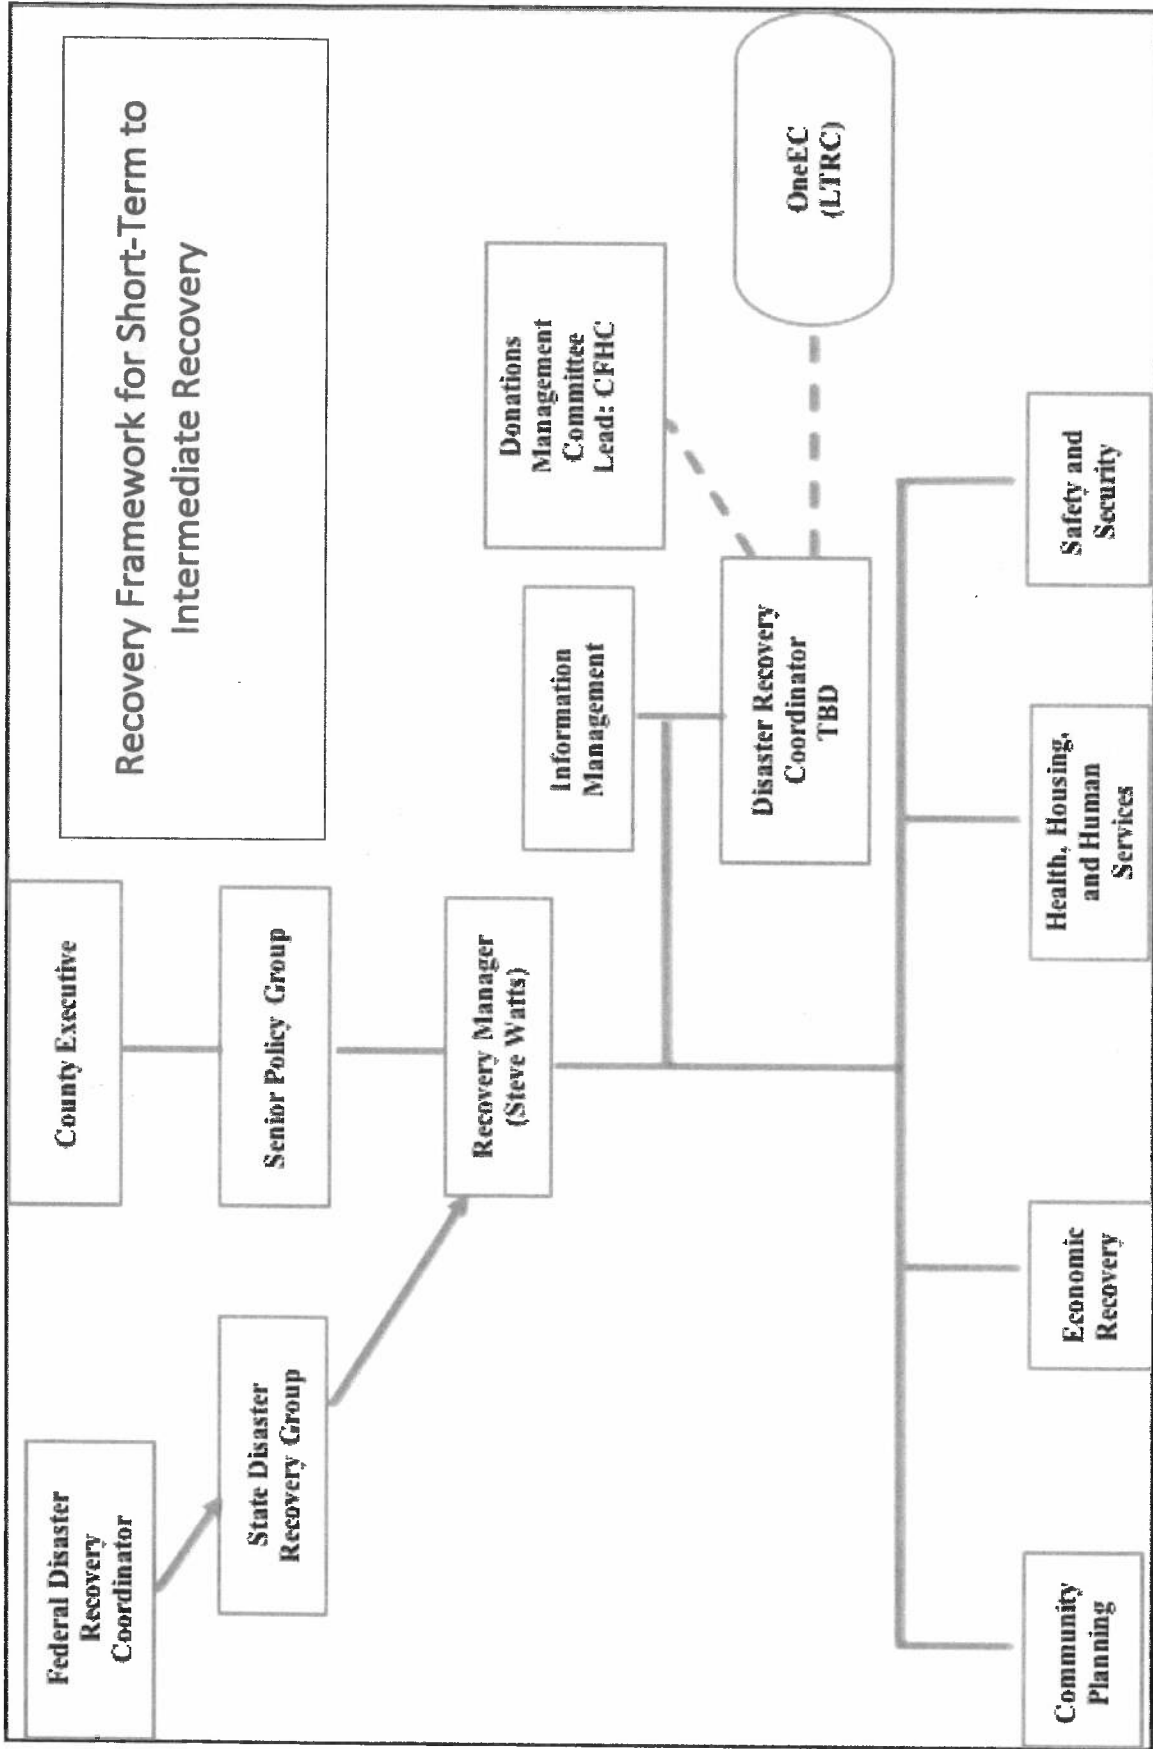 Recovery Framework for Short-Term to
Intermediate Recovery
Federal Disaster
Recovery
Coordinator
County Executive
State Disaster
Recovery Group
Senior Policy Group
Recovery Manager
(Steve Watts)
Information
Management
Donations
Management
Committee
Lead: CFHC
Disaster Recovery
Coordinator
TBD
OneEC
(LTRC)
Community
Planning
Economic
Recovery
Health, Housing,
and Human
Services
Safety and
Security